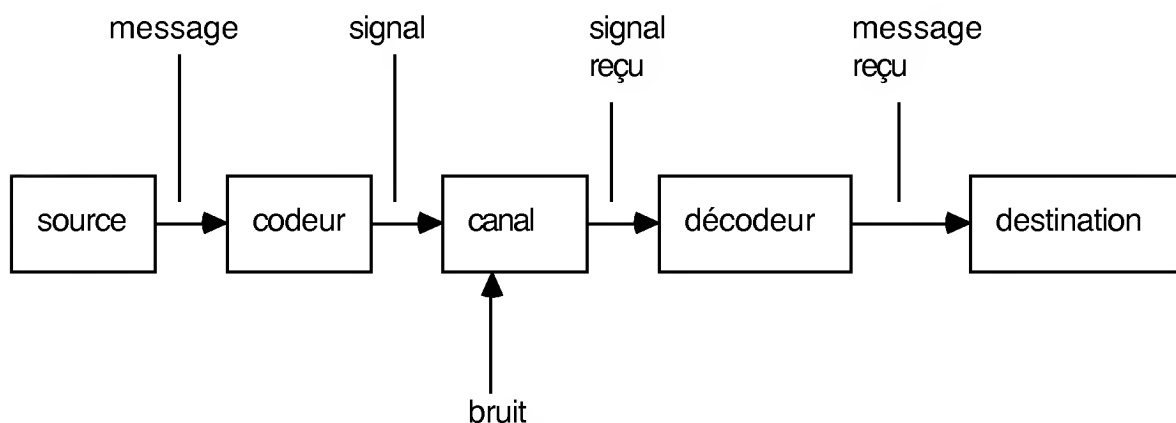 message
signal
signal
reçu
message
reçu
source
codeur
canal
décodeur
destination
bruit